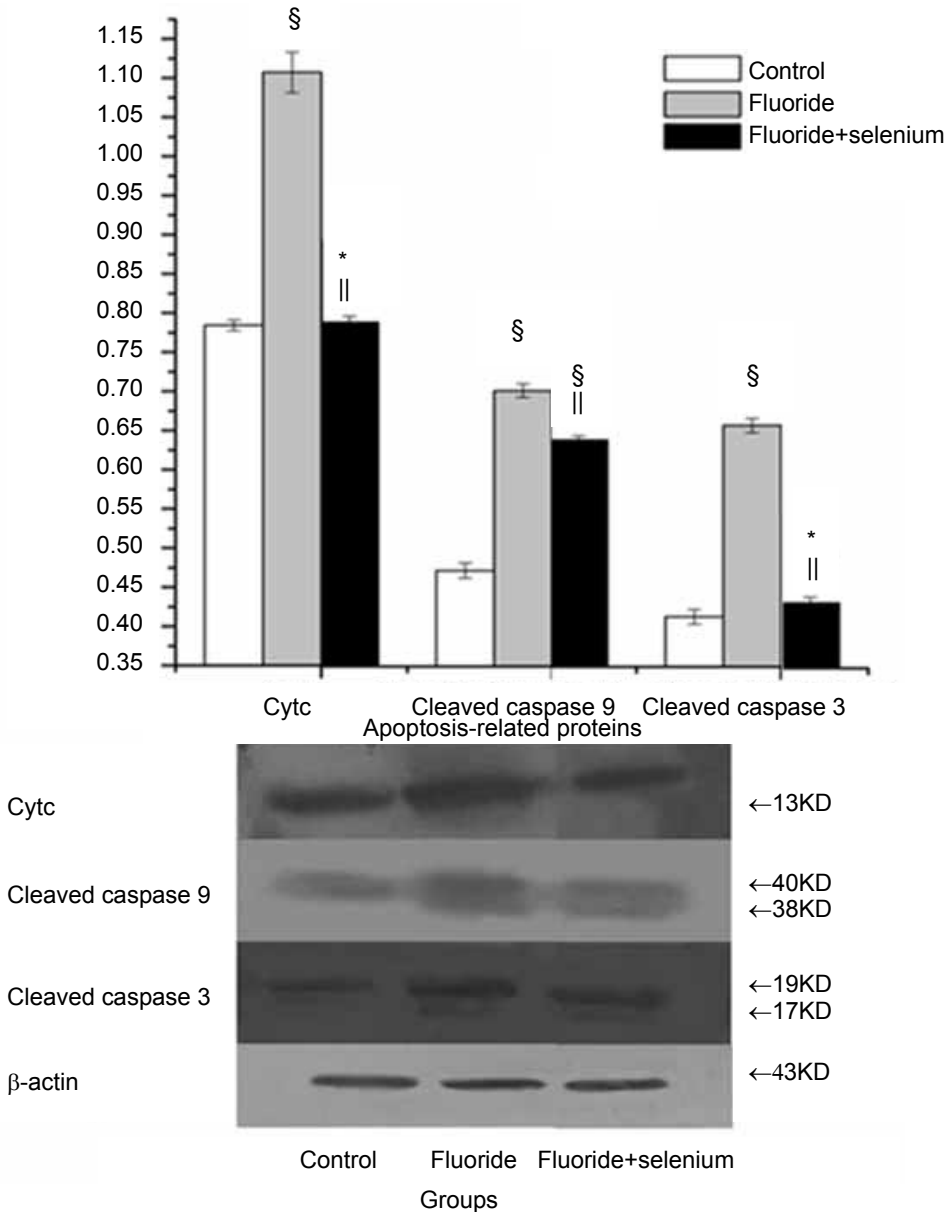 1.15
1.10
1.05
1.00
0.95
0.90
0.85
0.80
0.75
0.70
0.65
0.60
0.55
0.50
0.45
0.40
0.35
§
*
||
§
§
||
§
*
||
Control
Fluoride
Fluoride+selenium
Cytc Cleaved caspase 9 Cleaved caspase 3
Apoptosis-related proteins
Cytc ←13KD
Cleaved caspase 9 ←40KD
←38KD
Cleaved caspase 3 ←19KD
←17KD
β-actin ←43KD
Control Fluoride Fluoride+selenium
Groups